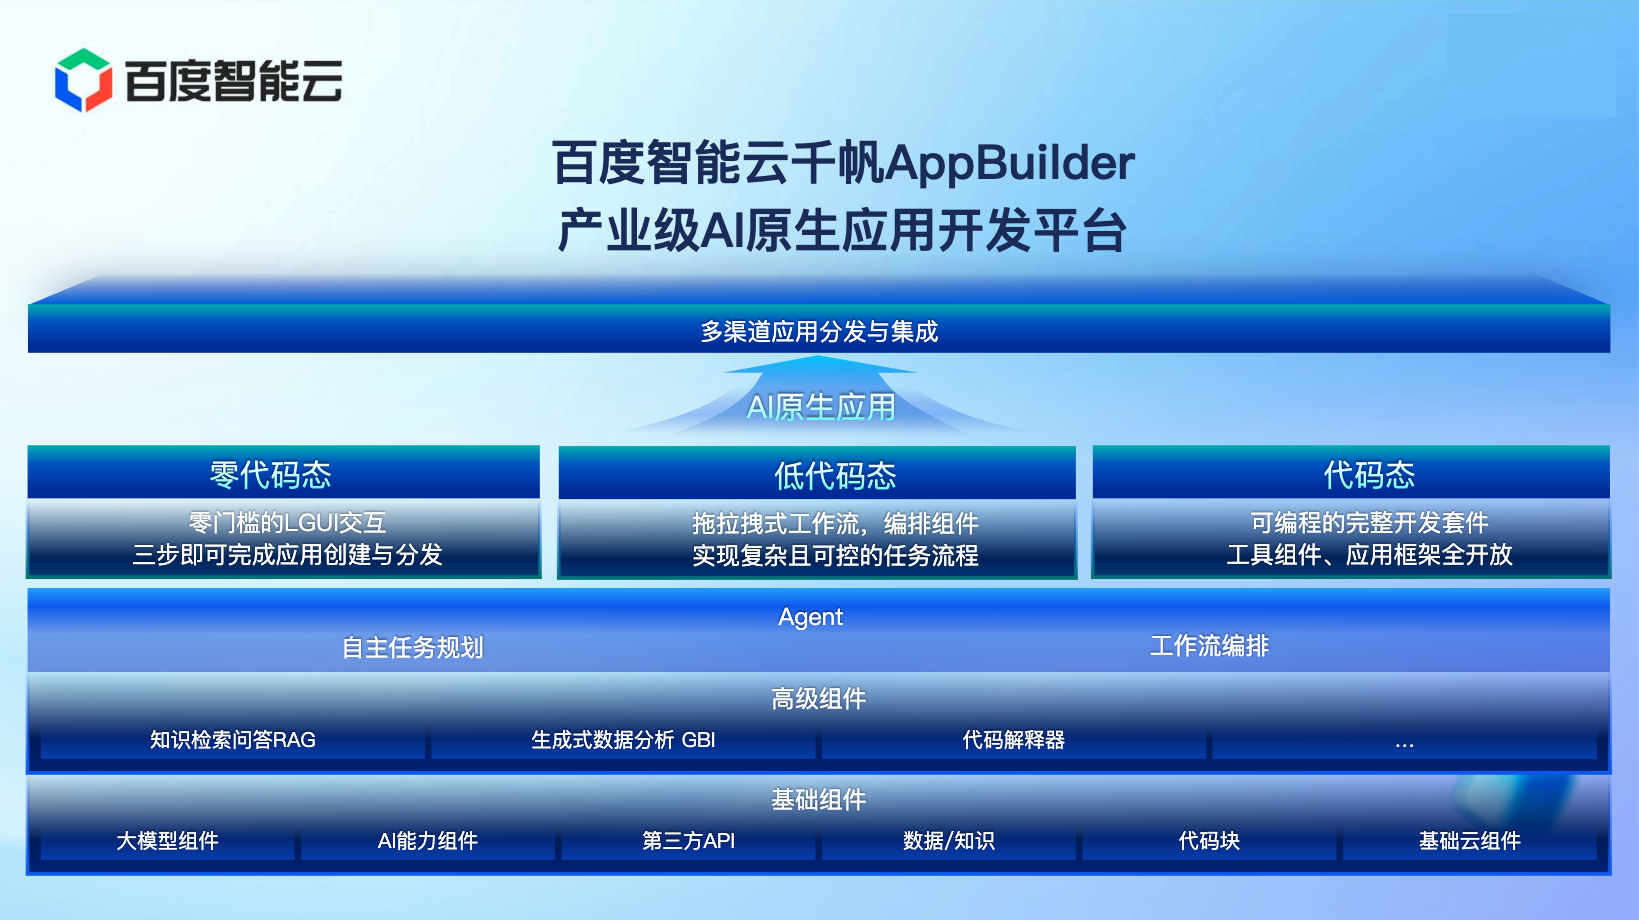 百度智能云
百度智能云千帆AppBuilder
产业级AI原生应用开发平台
多渠道应用分发与集成
AI原生应用
零代码态
零门槛的LGUI交互
三步即可完成应用创建与分发
低代码态
拖拉拽式工作流，编排组件
实现复杂且可控的任务流程
代码态
可编程的完整开发套件
工具组件、应用框架全开放
Agent
自主任务规划
工作流编排
高级组件
知识检索问答RAG
生成式数据分析 GBI
代码解释器
...
基础组件
大模型组件
AI能力组件
第三方API
数据/知识
代码块
基础云组件